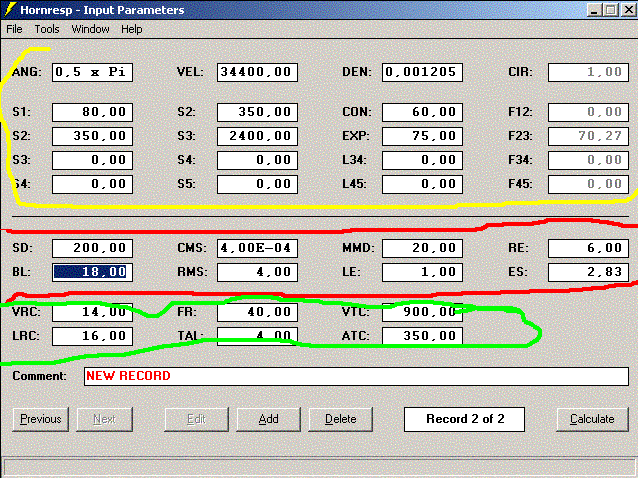 Hornresp - Input Parameters
File Tools Window Help
ANG: 0,5 x Pi VEL: 34400,00 DEN: 0,001205 CIR: 1,00
S1: 80,00 S2: 350,00 CON: 60,00 F12: 0,00
S2: 350,00 S3: 2400,00 EXP: 75,00 F23: 70,27
S3: 0,00 S4: 0,00 L34: 0,00 F34: 0,00
S4: 0,00 S5: 0,00 L45: 0,00 F45: 0,00
SD: 200,00 CMS: 4,00E-04 MMD: 20,00 RE: 6,00
BL: 18,00 RMS: 4,00 LE: 1,00 ES: 2,83
VRC: 14,00 FR: 40,00 VTC: 900,00
LRC: 16,00 TAL: 4,00 ATC: 350,00
Comment: NEW RECORD
Previous Next Edit Add Delete Record 2 of 2 Calculate